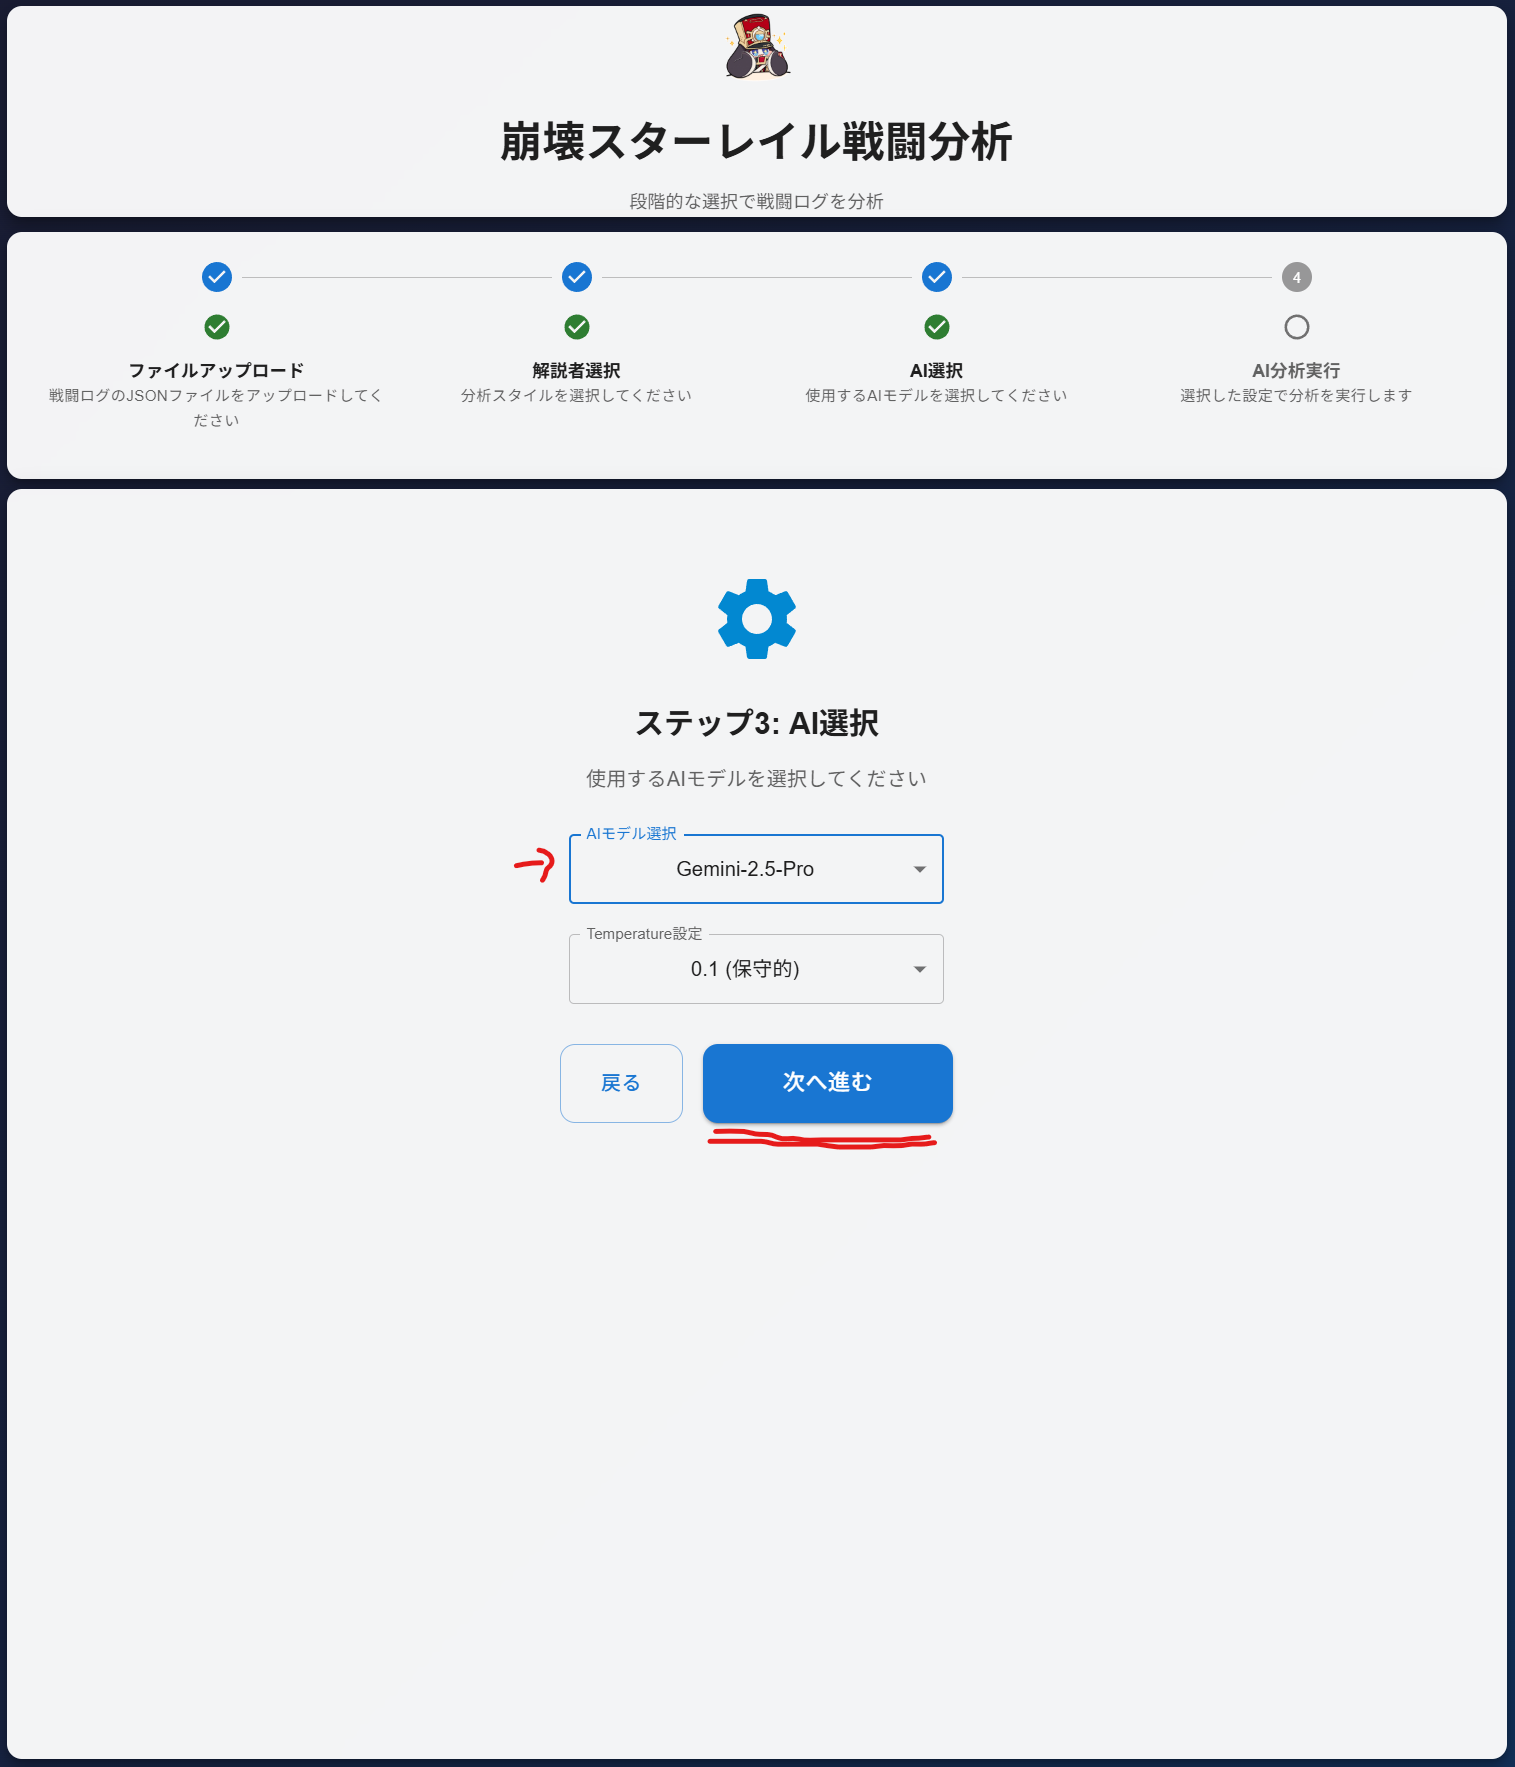 崩壊スターレイル戦闘分析
段階的な選択で戦闘ログを分析
4
ファイルアップロード
戦闘ログのJSONファイルをアップロードしてく
ださい
解説者選択
分析スタイルを選択してください
AI選択
使用するAIモデルを選択してください
AI分析実行
選択した設定で分析を実行します
ステップ3: AI選択
使用するAIモデルを選択してください
AIモデル選択
Gemini-2.5-Pro
Temperature設定
0.1 (保守的)
戻る
次へ進む